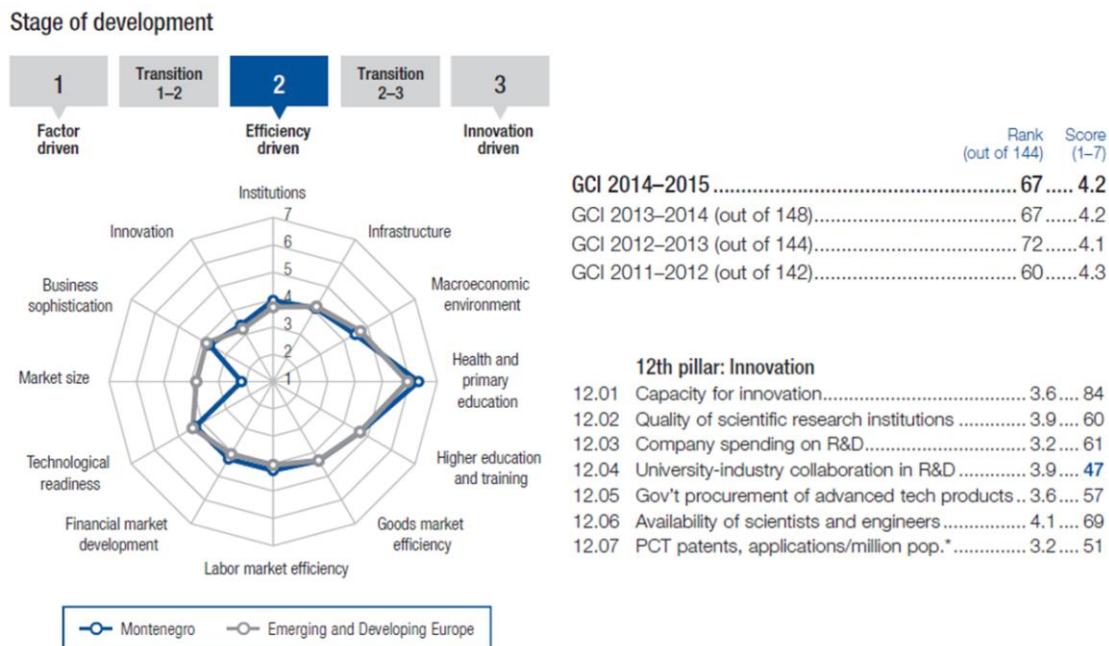 Stage of development
1
Transition
1–2
2
Transition
2–3
3
Factor
driven
Efficiency
driven
Innovation
driven
Institutions
Infrastructure
Macroeconomic
environment
Health and
primary
education
Higher education
and training
Goods market
efficiency
Labor market efficiency
Financial market
development
Technological
readiness
Market size
Business
sophistication
Innovation
7
6
5
4
3
2
1
Montenegro
Emerging and Developing Europe
Rank Score
(out of 144) (1–7)
GCI 2014–2015 ................................................ 67 ..... 4.2
GCI 2013–2014 (out of 148) ................................ 67 ..... 4.2
GCI 2012–2013 (out of 144) ................................ 72 ..... 4.1
GCI 2011–2012 (out of 142) ................................ 60 ..... 4.3
12th pillar: Innovation
12.01 Capacity for innovation ................................ 3.6 .... 84
12.02 Quality of scientific research institutions ............. 3.9 .... 60
12.03 Company spending on R&D ......................... 3.2 .... 61
12.04 University-industry collaboration in R&D ............ 3.9 .... 47
12.05 Gov’t procurement of advanced tech products .. 3.6 .... 57
12.06 Availability of scientists and engineers .............. 4.1 .... 69
12.07 PCT patents, applications/million pop.* ............. 3.2 .... 51